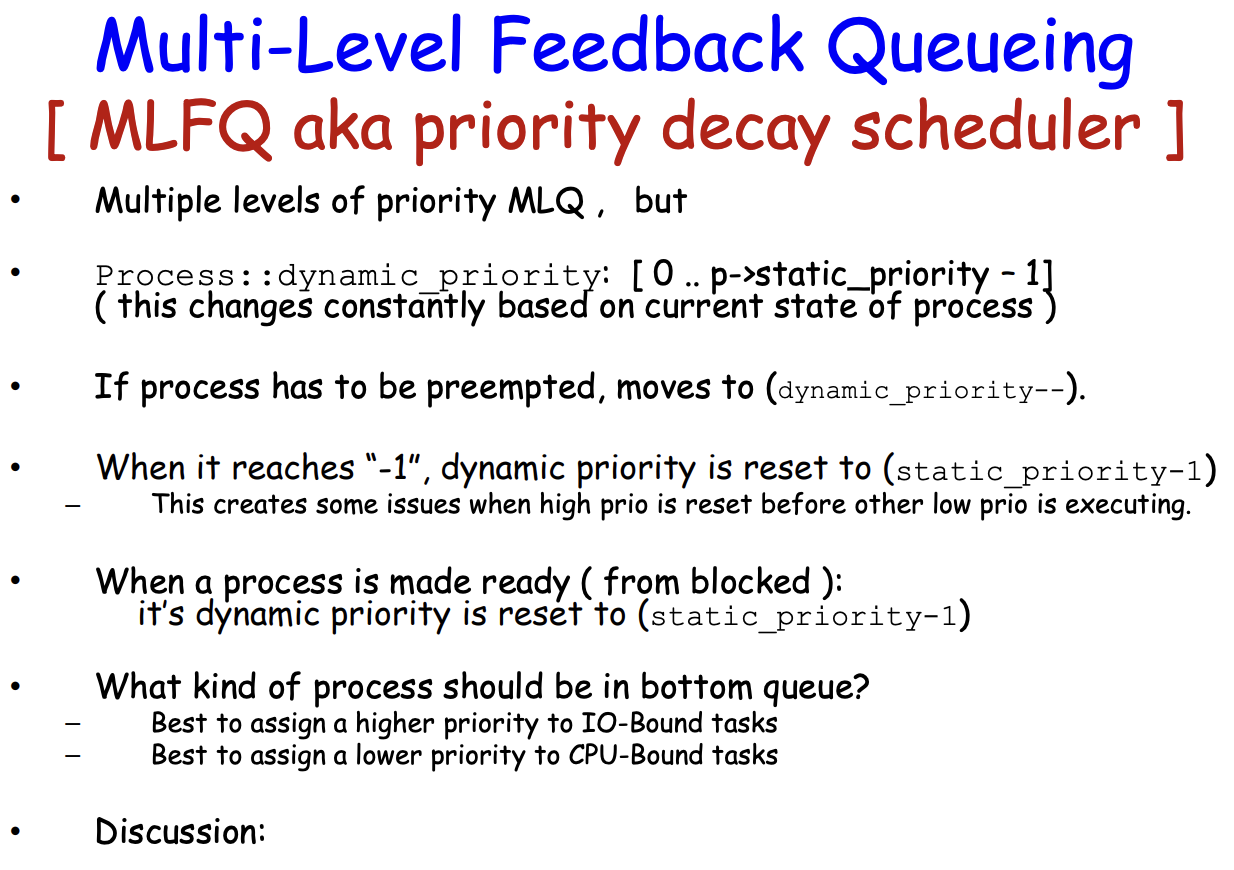 Multi-Level Feedback Queueing
[ MLFQ aka priority decay scheduler ]
• Multiple levels of priority MLQ , but
• Process::dynamic_priority: [ 0 .. p->static_priority – 1]
( this changes constantly based on current state of process )
• If process has to be preempted, moves to (dynamic_priority--).
• When it reaches “-1”, dynamic priority is reset to (static_priority-1)
– This creates some issues when high prio is reset before other low prio is executing.
• When a process is made ready ( from blocked ):
it’s dynamic priority is reset to (static_priority-1)
• What kind of process should be in bottom queue?
– Best to assign a higher priority to IO-Bound tasks
– Best to assign a lower priority to CPU-Bound tasks
• Discussion: